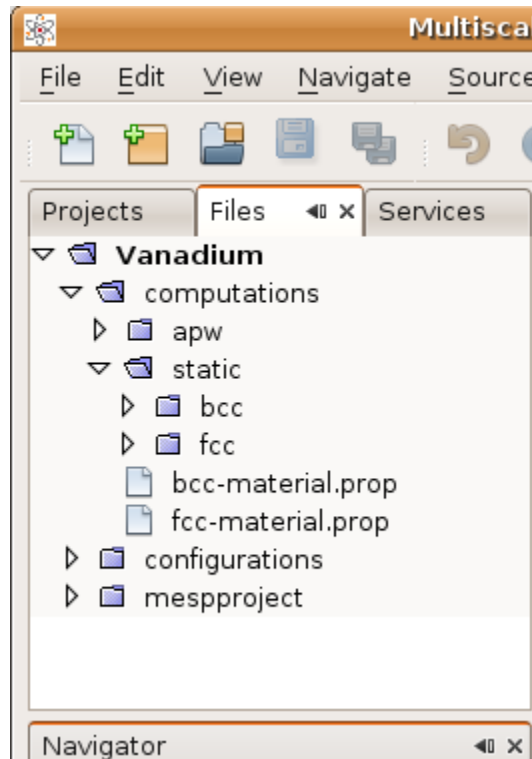 Multisca
File Edit View Navigate Source
Projects Files Services
Vanadium
computations
apw
static
bcc
fcc
bcc-material.prop
fcc-material.prop
configurations
mespproject
Navigator